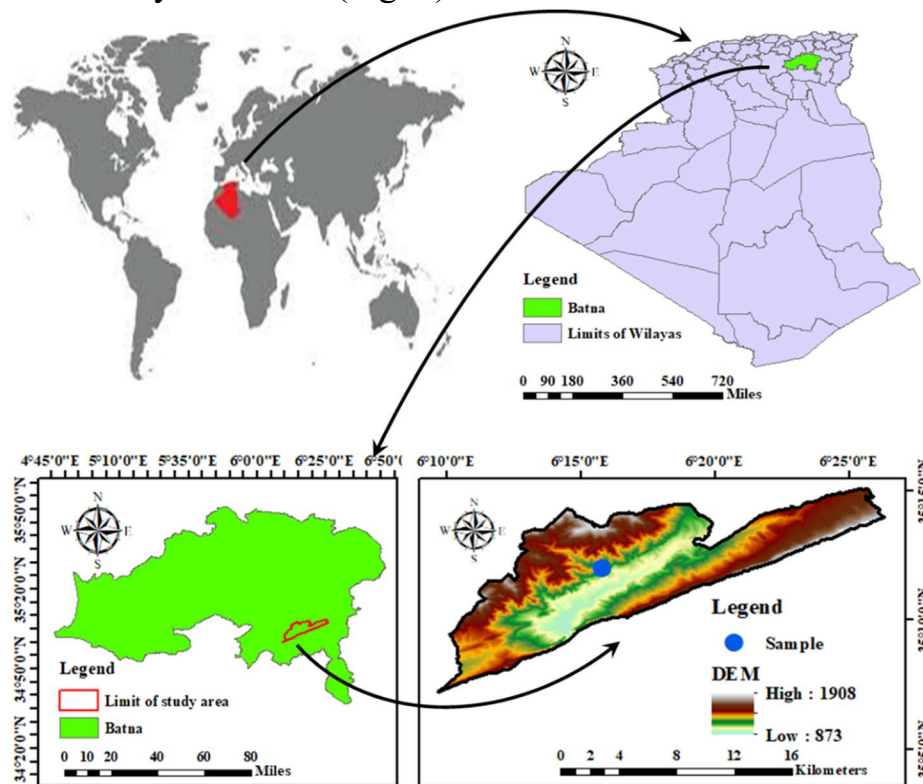 N
W E
S
Legend
Batna
Limits of Wilayas
0 90 180 360 540 720
Miles
4°45'0"E 5°10'0"E 5°35'0"E 6°0'0"E 6°25'0"E
35°50'0"N
35°20'0"N
34°50'0"N
34°20'0"N
N
W E
S
Legend
Limit of study area
Batna
0 10 20 40 60 80
Miles
6°10'0"E 6°15'0"E 6°20'0"E 6°25'0"E
N
W E
S
35°10'0"N
Legend
Sample
DEM
High : 1908
Low : 873
0 2 4 8 12 16
Kilometers